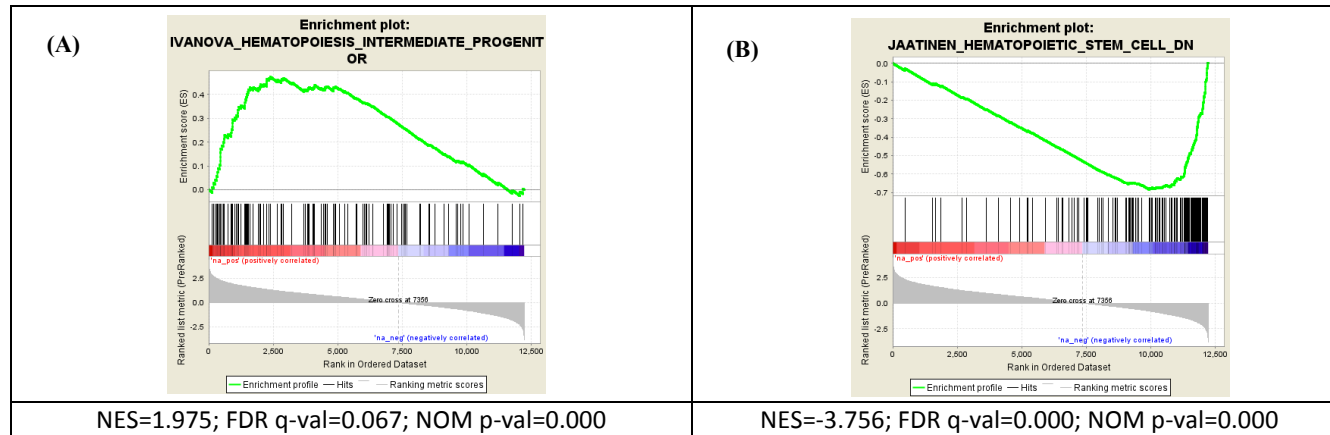 (A)
Enrichment plot:
IVANOVA_HEMATOPOIESIS_INTERMEDIATE_PROGENIT
OR
Enrichment score (ES)
0.4
0.3
0.2
0.1
0.0
'na_pos' (positively correlated)
Ranked list metric (PreRanked)
2.5
0.0
-2.5
Zero cross at 7356
'na_neg' (negatively correlated)
0 2,500 5,000 7,500 10,000 12,500
Rank in Ordered Dataset
Enrichment profile Hits Ranking metric scores
NES=1.975; FDR q-val=0.067; NOM p-val=0.000
(B)
Enrichment plot:
JAATINEN_HEMATOPOIETIC_STEM_CELL_DN
Enrichment score (ES)
0.0
-0.1
-0.2
-0.3
-0.4
-0.5
-0.6
-0.7
'na_pos' (positively correlated)
Ranked list metric (PreRanked)
2.5
0.0
-2.5
Zero cross at 7356
'na_neg' (negatively correlated)
0 2,500 5,000 7,500 10,000 12,500
Rank in Ordered Dataset
Enrichment profile Hits Ranking metric scores
NES=-3.756; FDR q-val=0.000; NOM p-val=0.000